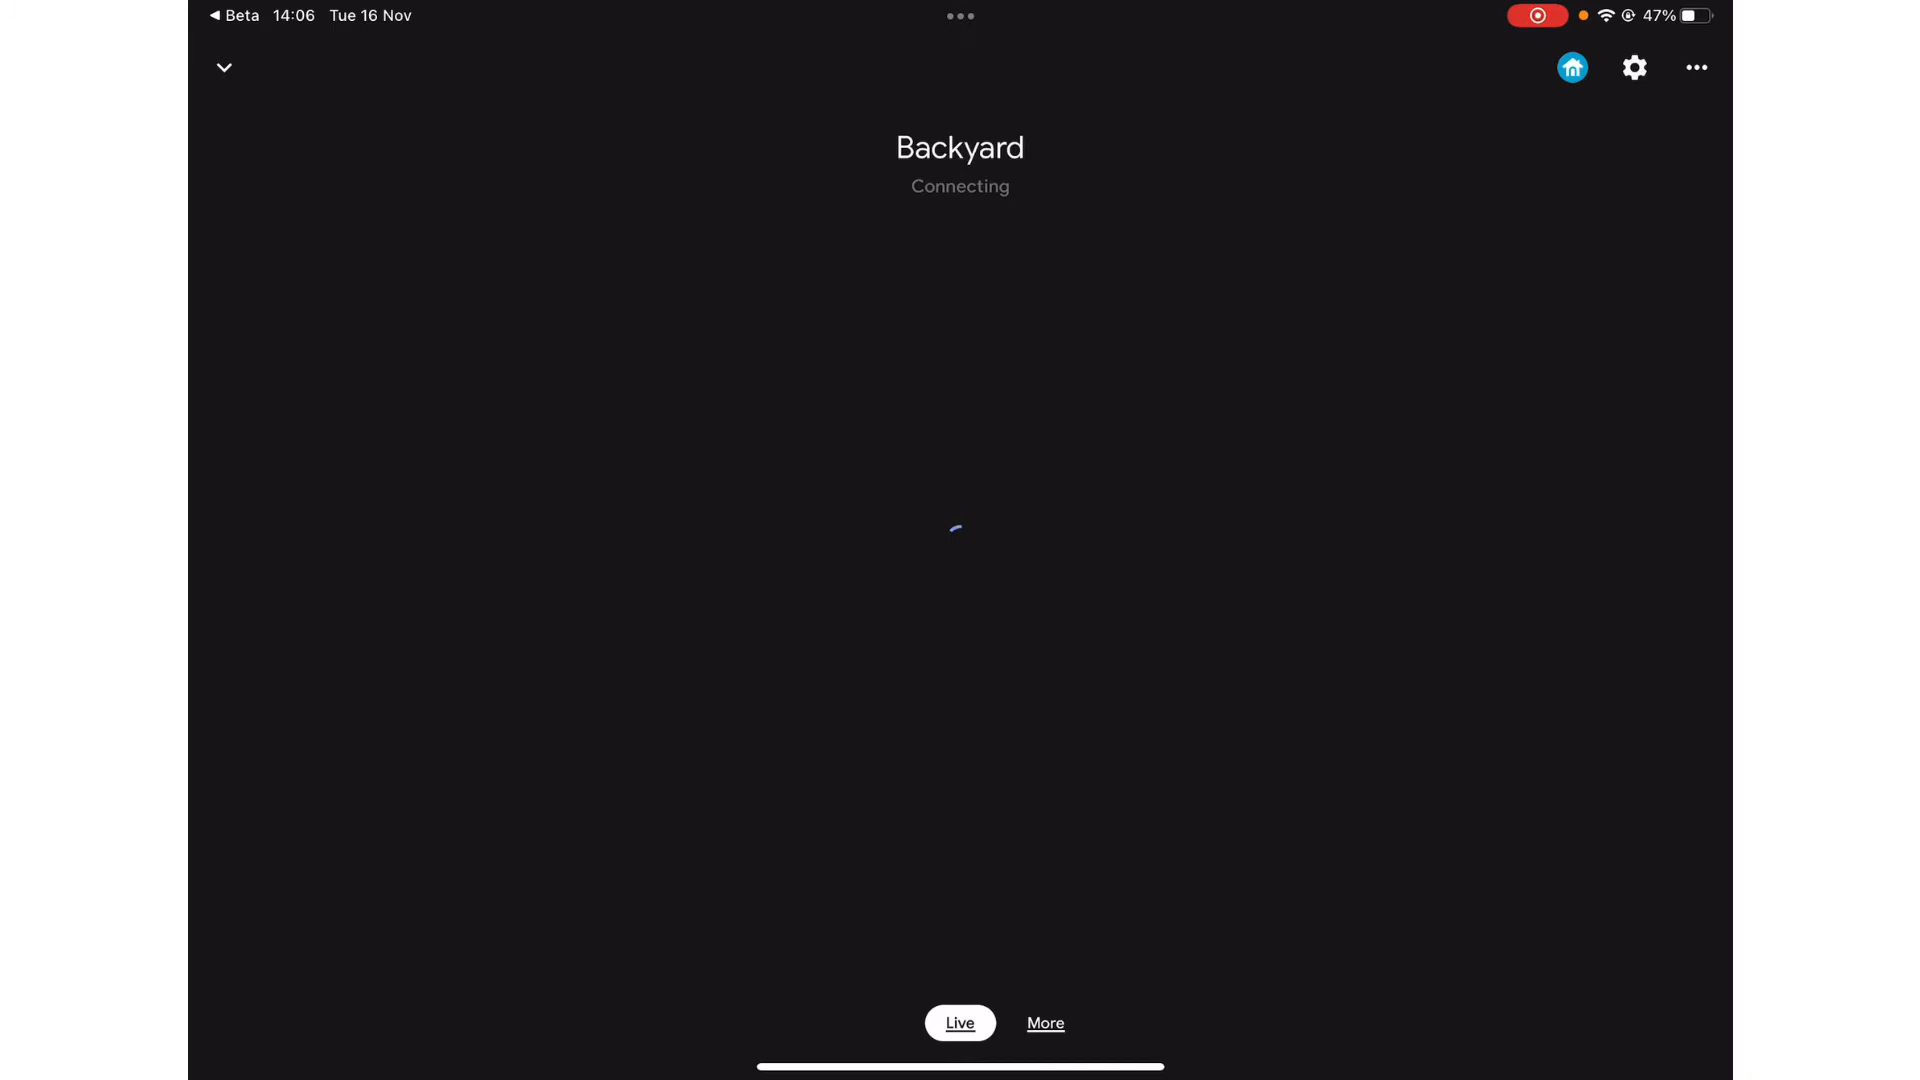 ◀ Beta 14:06 Tue 16 Nov
47%
Backyard
Connecting
Live
More